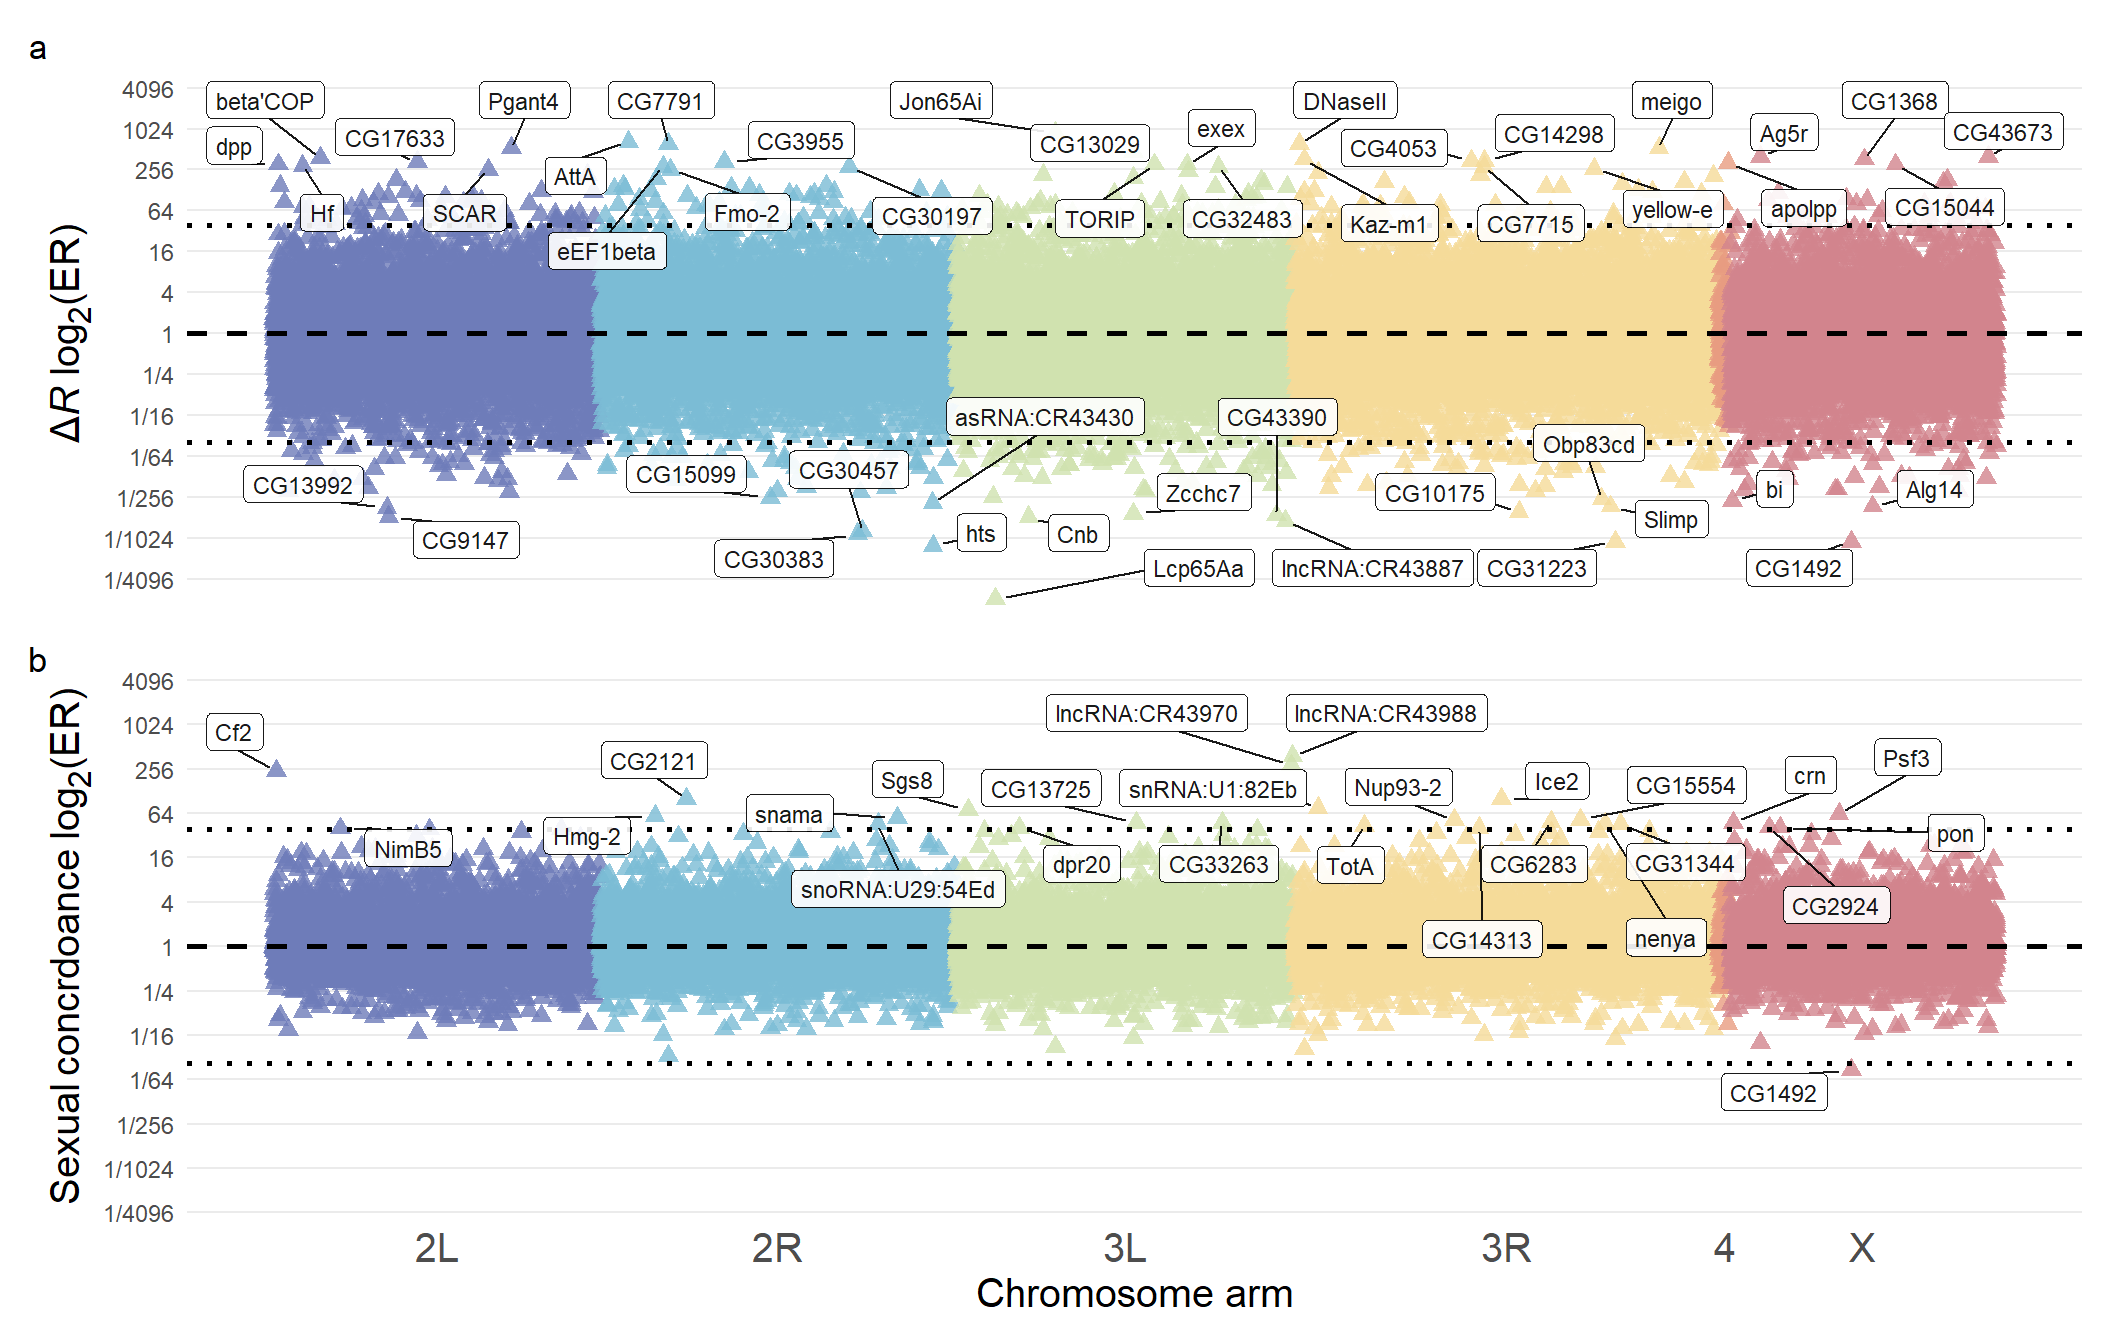 a
ΔR log2(ER)
4096
1024
256
64
16
4
1
1/4
1/16
1/64
1/256
1/1024
1/4096
beta'COP
Pgant4
CG7791
Jon65Ai
DNaseII
meigo
CG1368
dpp
CG17633
CG3955
CG13029
exex
CG4053
CG14298
Ag5r
CG43673
AttA
Hf
SCAR
Fmo-2
CG30197
TORIP
CG32483
Kaz-m1
CG7715
yellow-e
apolpp
CG15044
eEF1beta
asRNA:CR43430
CG43390
Obp83cd
CG13992
CG15099
CG30457
Zcchc7
CG10175
bi
Alg14
CG9147
CG30383
hts
Cnb
Slimp
Lcp65Aa
lncRNA:CR43887
CG31223
CG1492
b
Sexual concrdoance log2(ER)
4096
1024
256
64
16
4
1
1/4
1/16
1/64
1/256
1/1024
1/4096
lncRNA:CR43970
lncRNA:CR43988
Cf2
CG2121
Sgs8
CG13725
snRNA:U1:82Eb
Nup93-2
Ice2
CG15554
crn
Psf3
snama
Hmg-2
NimB5
dpr20
CG33263
TotA
CG6283
CG31344
pon
snoRNA:U29:54Ed
CG2924
CG14313
nenya
CG1492
2L
2R
3L
3R
4
X
Chromosome arm